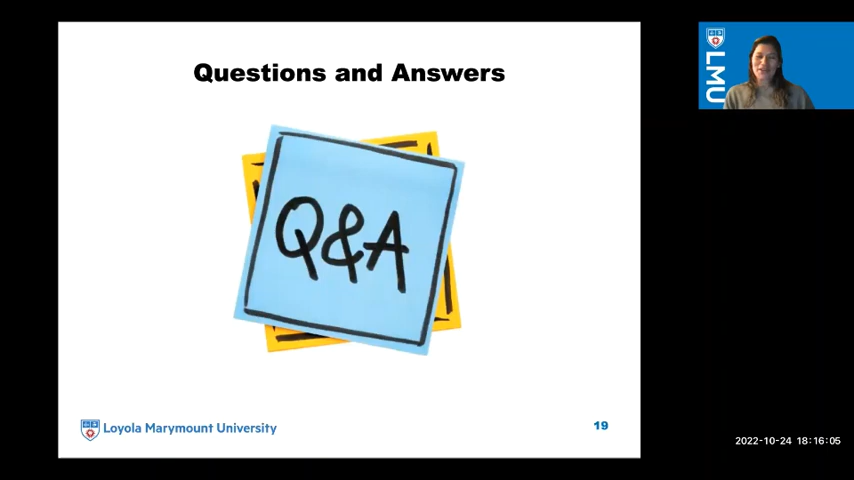 Questions and Answers
LMU
Q&A
Loyola Marymount University
19
2022-10-24 18:16:05